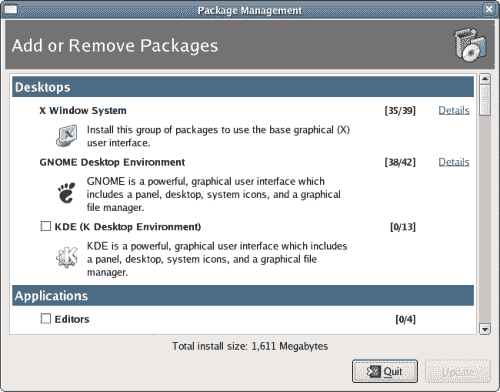 Package Management
Add or Remove Packages
Desktops
X Window System [35/39] Details
Install this group of packages to use the base graphical (X)
user interface.
GNOME Desktop Environment [38/42] Details
GNOME is a powerful, graphical user interface which
includes a panel, desktop, system icons, and a graphical
file manager.
KDE (K Desktop Environment) [0/13]
KDE is a powerful, graphical user interface which includes
a panel, desktop, system icons, and a graphical file
manager.
Applications
Editors [0/4]
Total install size: 1,611 Megabytes
Quit Update